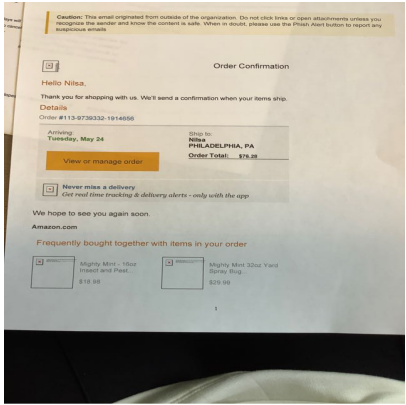 Caution: This email originated from outside of the organization. Do not click links or open attachments unless you
recognize the sender and know the content is safe. When in doubt, please use the Phish Alert button to report any
suspicious emails
Order Confirmation
Hello Nilsa,
Thank you for shopping with us. We'll send a confirmation when your items ship.
Details
Order #113-9739332-1914656
Arriving:
Tuesday, May 24
Ship to:
Nilsa
PHILADELPHIA, PA
Order Total: $76.28
View or manage order
Never miss a delivery
Get real time tracking & delivery alerts - only with the app
We hope to see you again soon.
Amazon.com
Frequently bought together with items in your order
Mighty Mint - 16oz
Insect and Pest...
$18.98
Mighty Mint 32oz Yard
Spray Bug...
$29.99
1